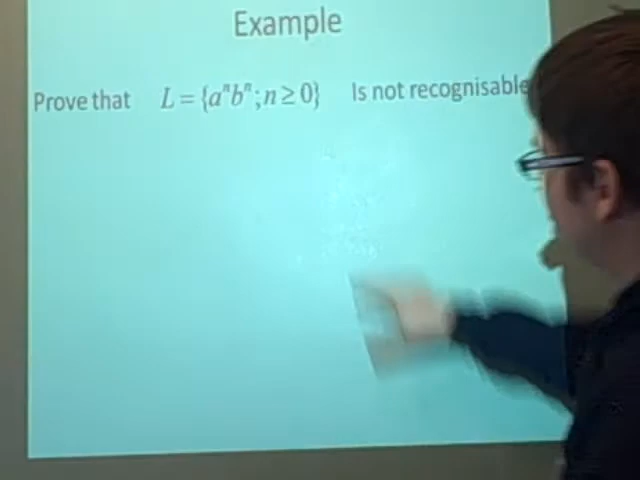 Example
Prove that L = {aⁿbⁿ; n ≥ 0} Is not recognisable